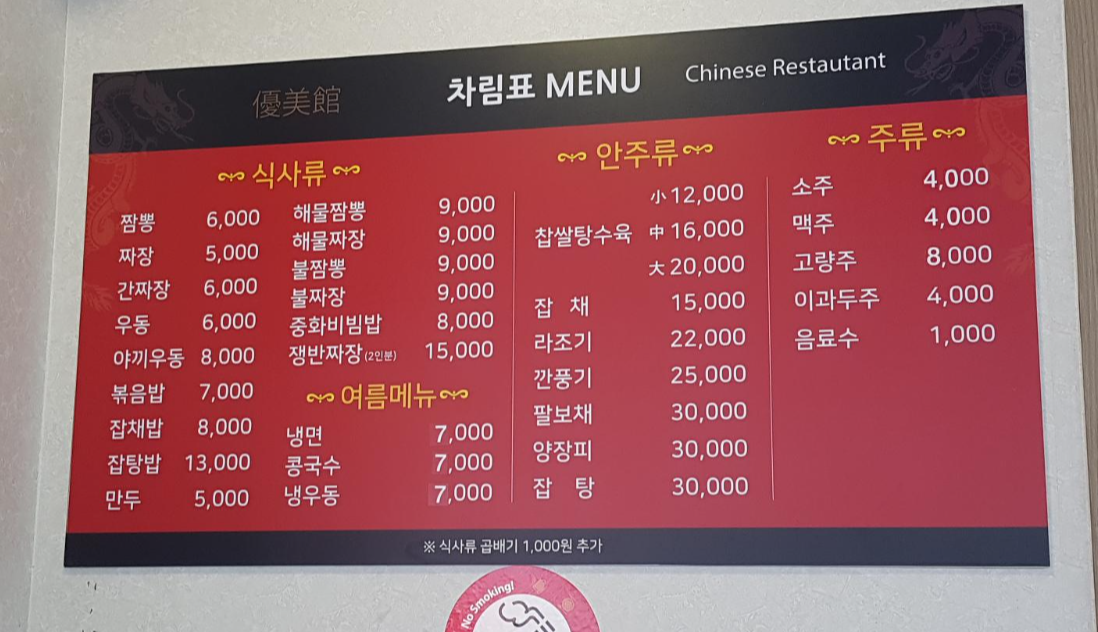 優美館 차림표 MENU Chinese Restautant
식사류
짬뽕 6,000
짜장 5,000
간짜장 6,000
우동 6,000
야끼우동 8,000
볶음밥 7,000
잡채밥 8,000
잡탕밥 13,000
만두 5,000
해물짬뽕 9,000
해물짜장 9,000
불짬뽕 9,000
불짜장 9,000
중화비빔밥 8,000
쟁반짜장(2인분) 15,000
여름메뉴
냉면 7,000
콩국수 7,000
냉우동 7,000
안주류
小 12,000
찹쌀탕수육 中 16,000
大 20,000
잡 채 15,000
라조기 22,000
깐풍기 25,000
팔보채 30,000
양장피 30,000
잡 탕 30,000
주류
소주 4,000
맥주 4,000
고량주 8,000
이과두주 4,000
음료수 1,000
※ 식사류 곱배기 1,000원 추가
No Smoking!